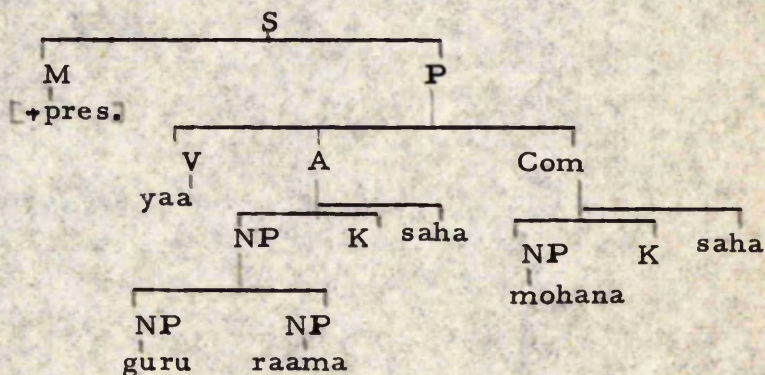 S
M P
[+pres.]
V A Com
yaa
NP K saha NP K saha
mohana
NP NP
guru raama